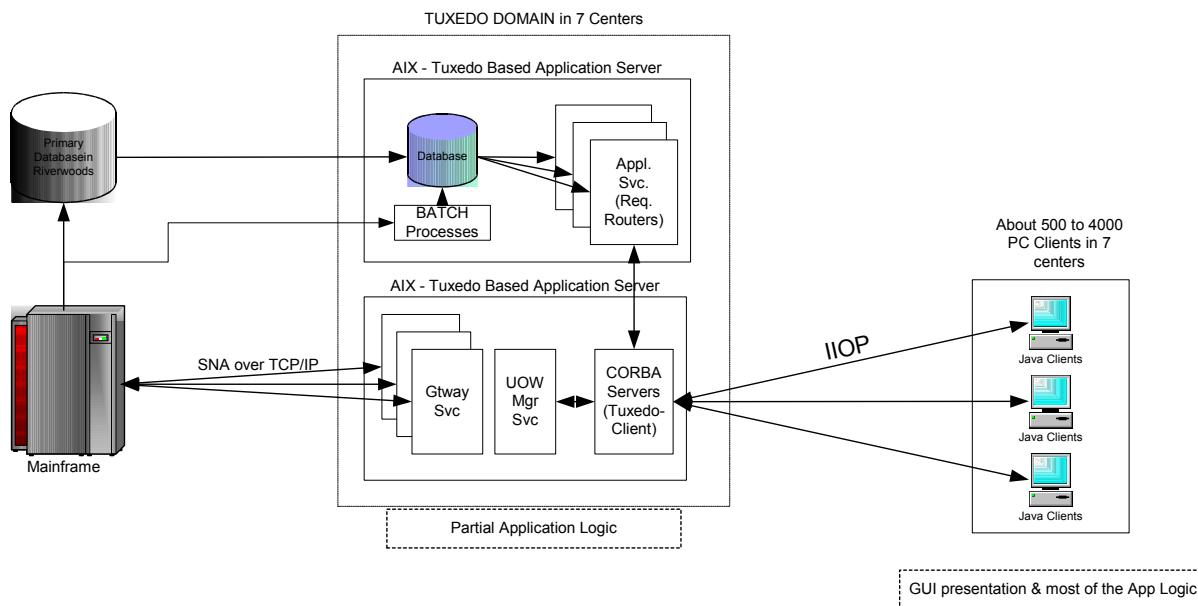 TUXEDO DOMAIN in 7 Centers
AIX - Tuxedo Based Application Server
Primary
Databasein
Riverwoods
Database
BATCH
Processes
Appl.
Svc.
(Req.
Routers)
AIX - Tuxedo Based Application Server
SNA over TCP/IP
Gtway
Svc
UOW
Mgr
Svc
CORBA
Servers
(Tuxedo-
Client)
Mainframe
Partial Application Logic
IIOP
About 500 to 4000
PC Clients in 7
centers
Java Clients
Java Clients
Java Clients
GUI presentation & most of the App Logic